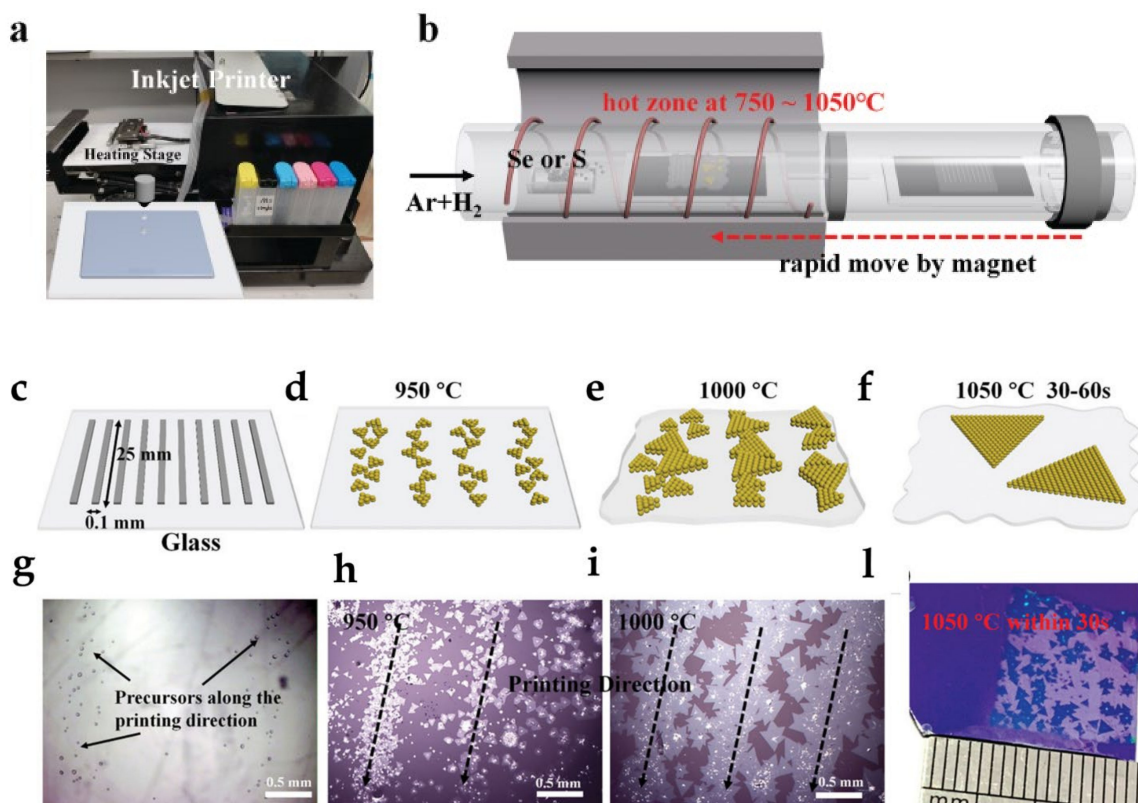 a
Inkjet Printer
Heating Stage
b
hot zone at 750 ~ 1050°C
Se or S
Ar+H₂
rapid move by magnet
c
25 mm
0.1 mm
Glass
d
950 °C
e
1000 °C
f
1050 °C 30-60s
g
Precursors along the
printing direction
0.5 mm
h
950 °C
Printing Direction
0.5 mm
i
1000 °C
0.5 mm
l
1050 °C within 30s
mm